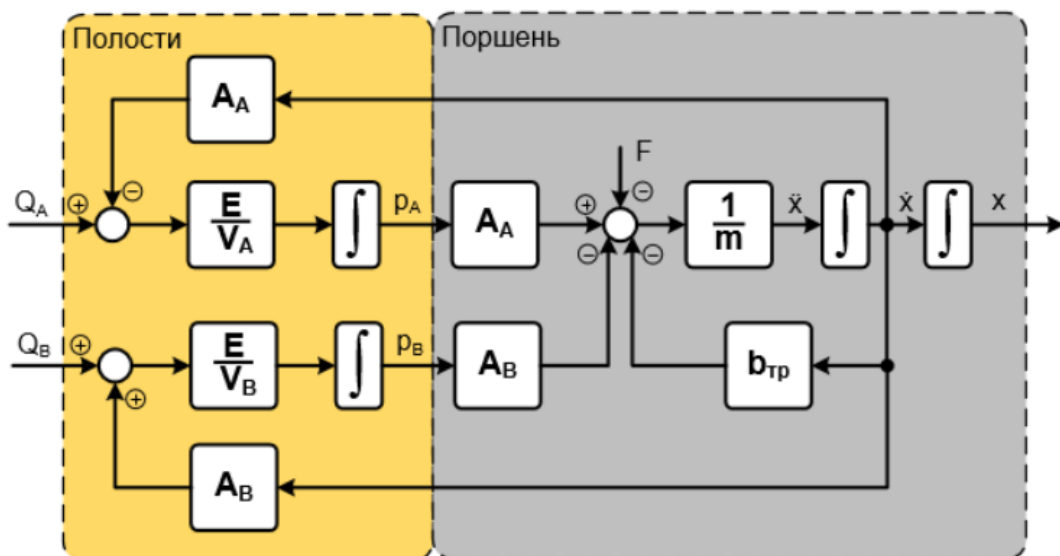 Полости
Поршень
A_A
F
Q_A ⊕ ⊖ E/V_A ∫ p_A A_A ⊕ ⊖ 1/m ẍ ∫ ẋ ∫ x
⊖ ⊖
Q_B ⊕ ⊕ E/V_B ∫ p_B A_B b_тр
A_B